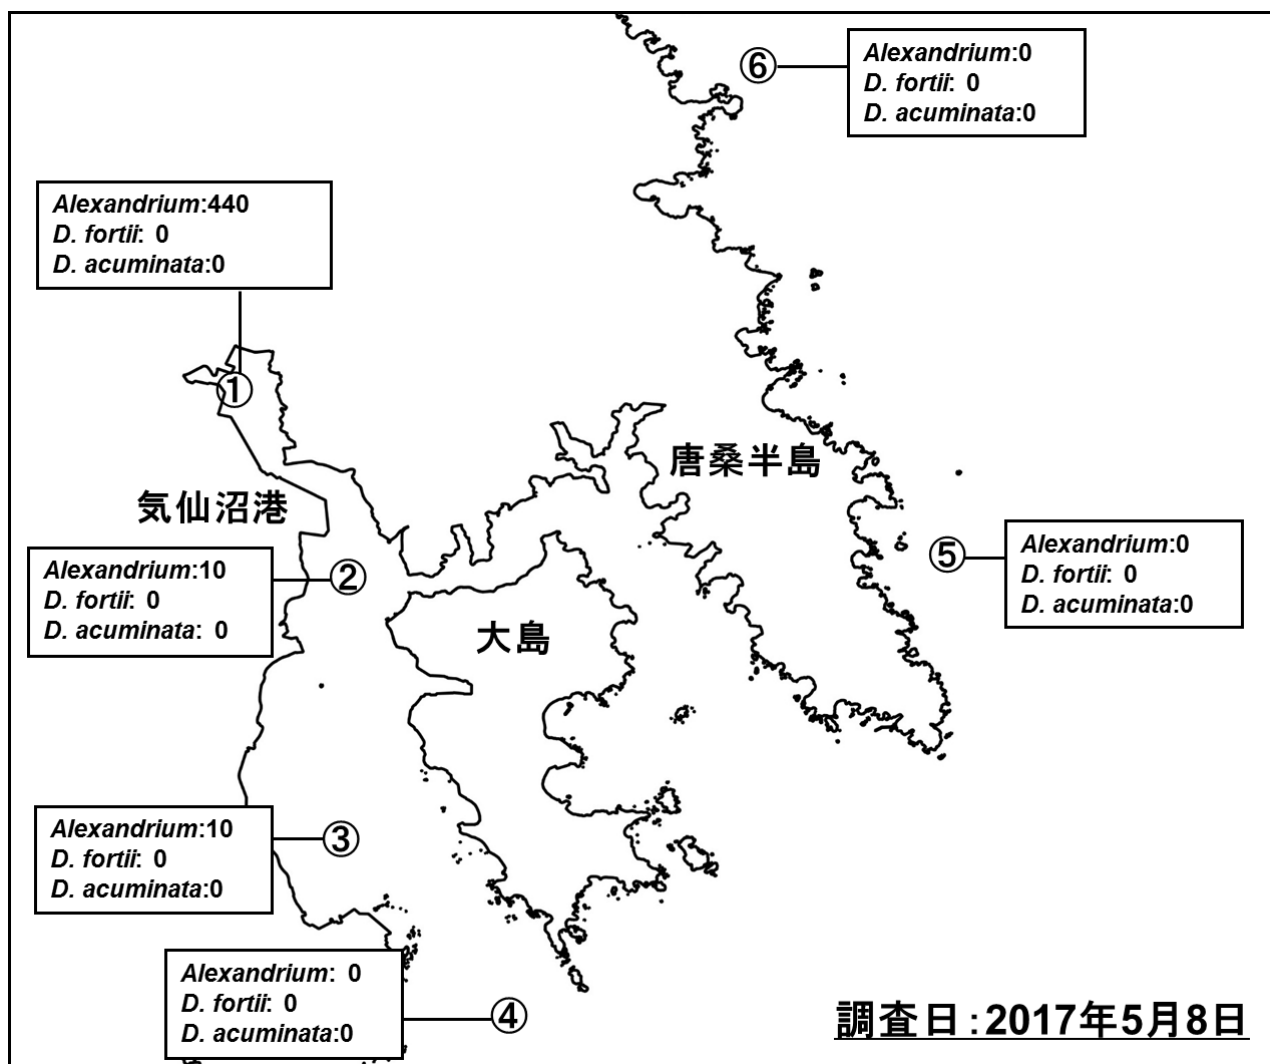 ⑥
Alexandrium:0
D. fortii: 0
D. acuminata:0
Alexandrium:440
D. fortii: 0
D. acuminata:0
①
唐桑半島
気仙沼港
②
Alexandrium:10
D. fortii: 0
D. acuminata: 0
⑤
Alexandrium:0
D. fortii: 0
D. acuminata:0
大島
Alexandrium:10
D. fortii: 0
D. acuminata:0
③
Alexandrium: 0
D. fortii: 0
D. acuminata:0
④
調査日:2017年5月8日